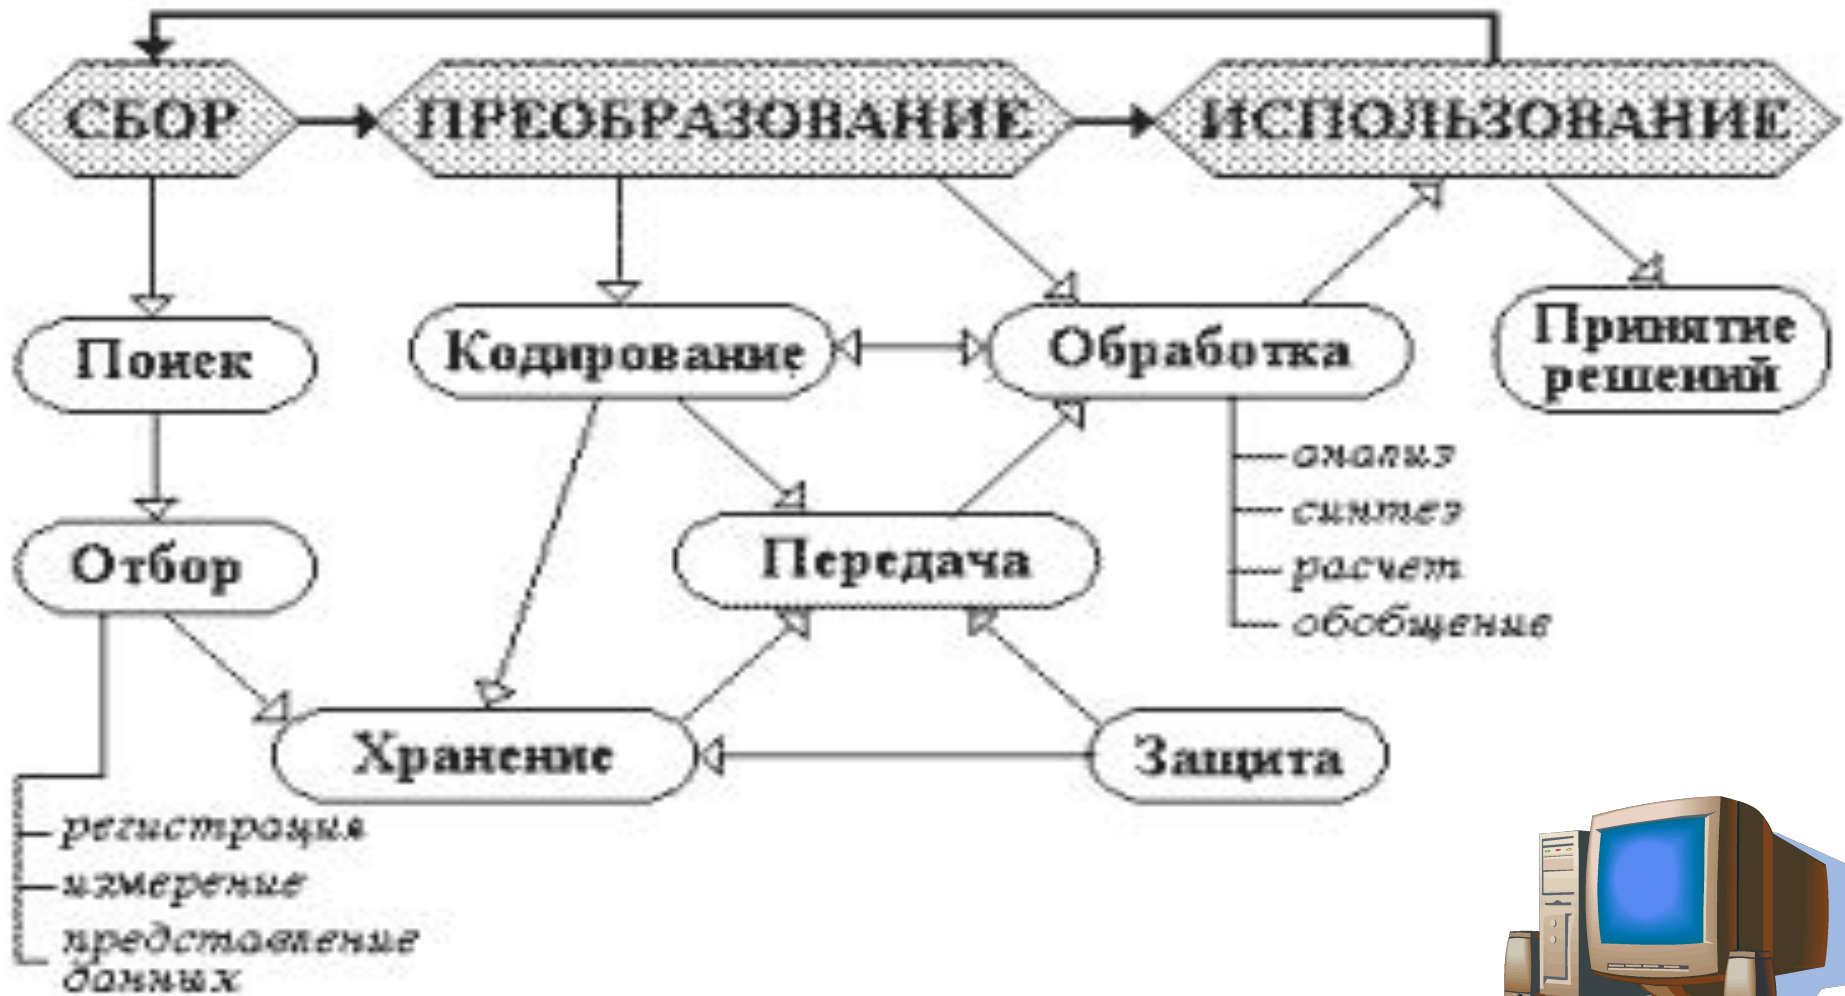 СБОР
ПРЕОБРАЗОВАНИЕ
ИСПОЛЬЗОВАНИЕ
Поиск
Кодирование
Обработка
Принятие
решений
анализ
синтез
расчет
обобщение
Отбор
Передача
Хранение
Защита
регистрация
измерение
представление
данных